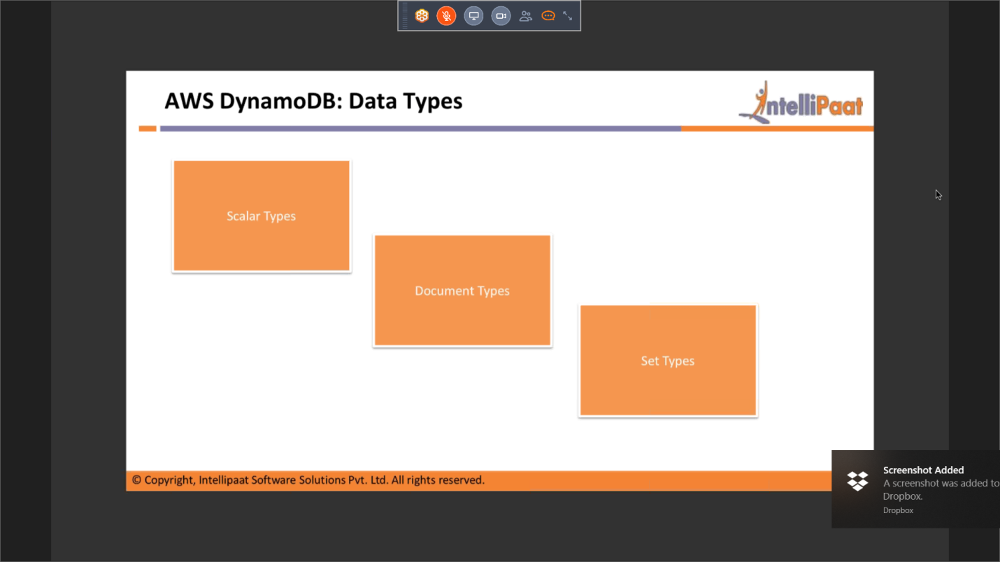 AWS DynamoDB: Data Types
IntelliPaat
Scalar Types
Document Types
Set Types
© Copyright, Intellipaat Software Solutions Pvt. Ltd. All rights reserved.
Screenshot Added
A screenshot was added to
Dropbox.
Dropbox